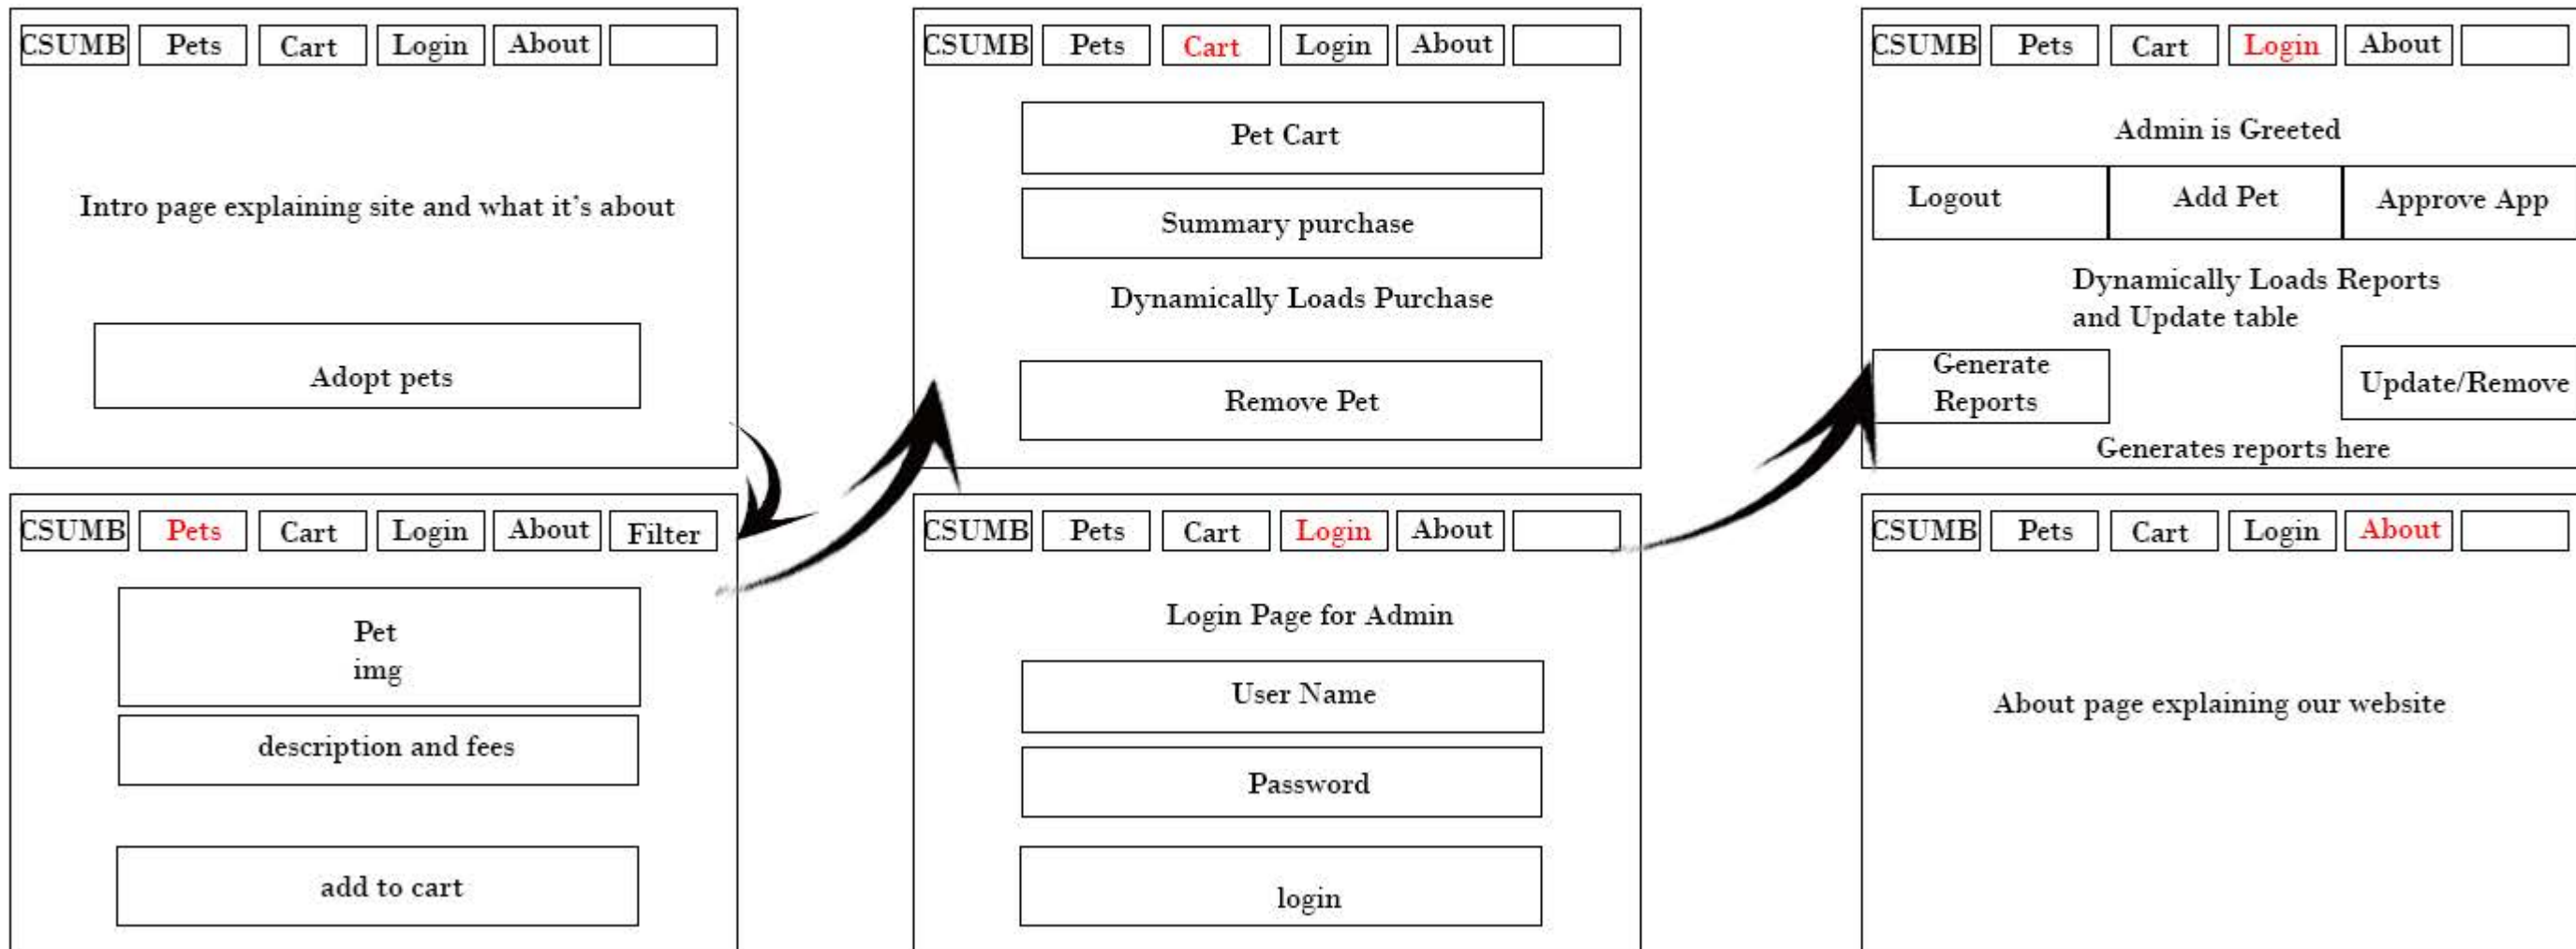 CSUMB Pets Cart Login About
Intro page explaining site and what it's about
Adopt pets
CSUMB Pets Cart Login About Filter
Pet
img
description and fees
add to cart
CSUMB Pets Cart Login About
Pet Cart
Summary purchase
Dynamically Loads Purchase
Remove Pet
CSUMB Pets Cart Login About
Login Page for Admin
User Name
Password
login
CSUMB Pets Cart Login About
Admin is Greeted
Logout Add Pet Approve App
Dynamically Loads Reports
and Update table
Generate
Reports
Update/Remove
Generates reports here
CSUMB Pets Cart Login About
About page explaining our website